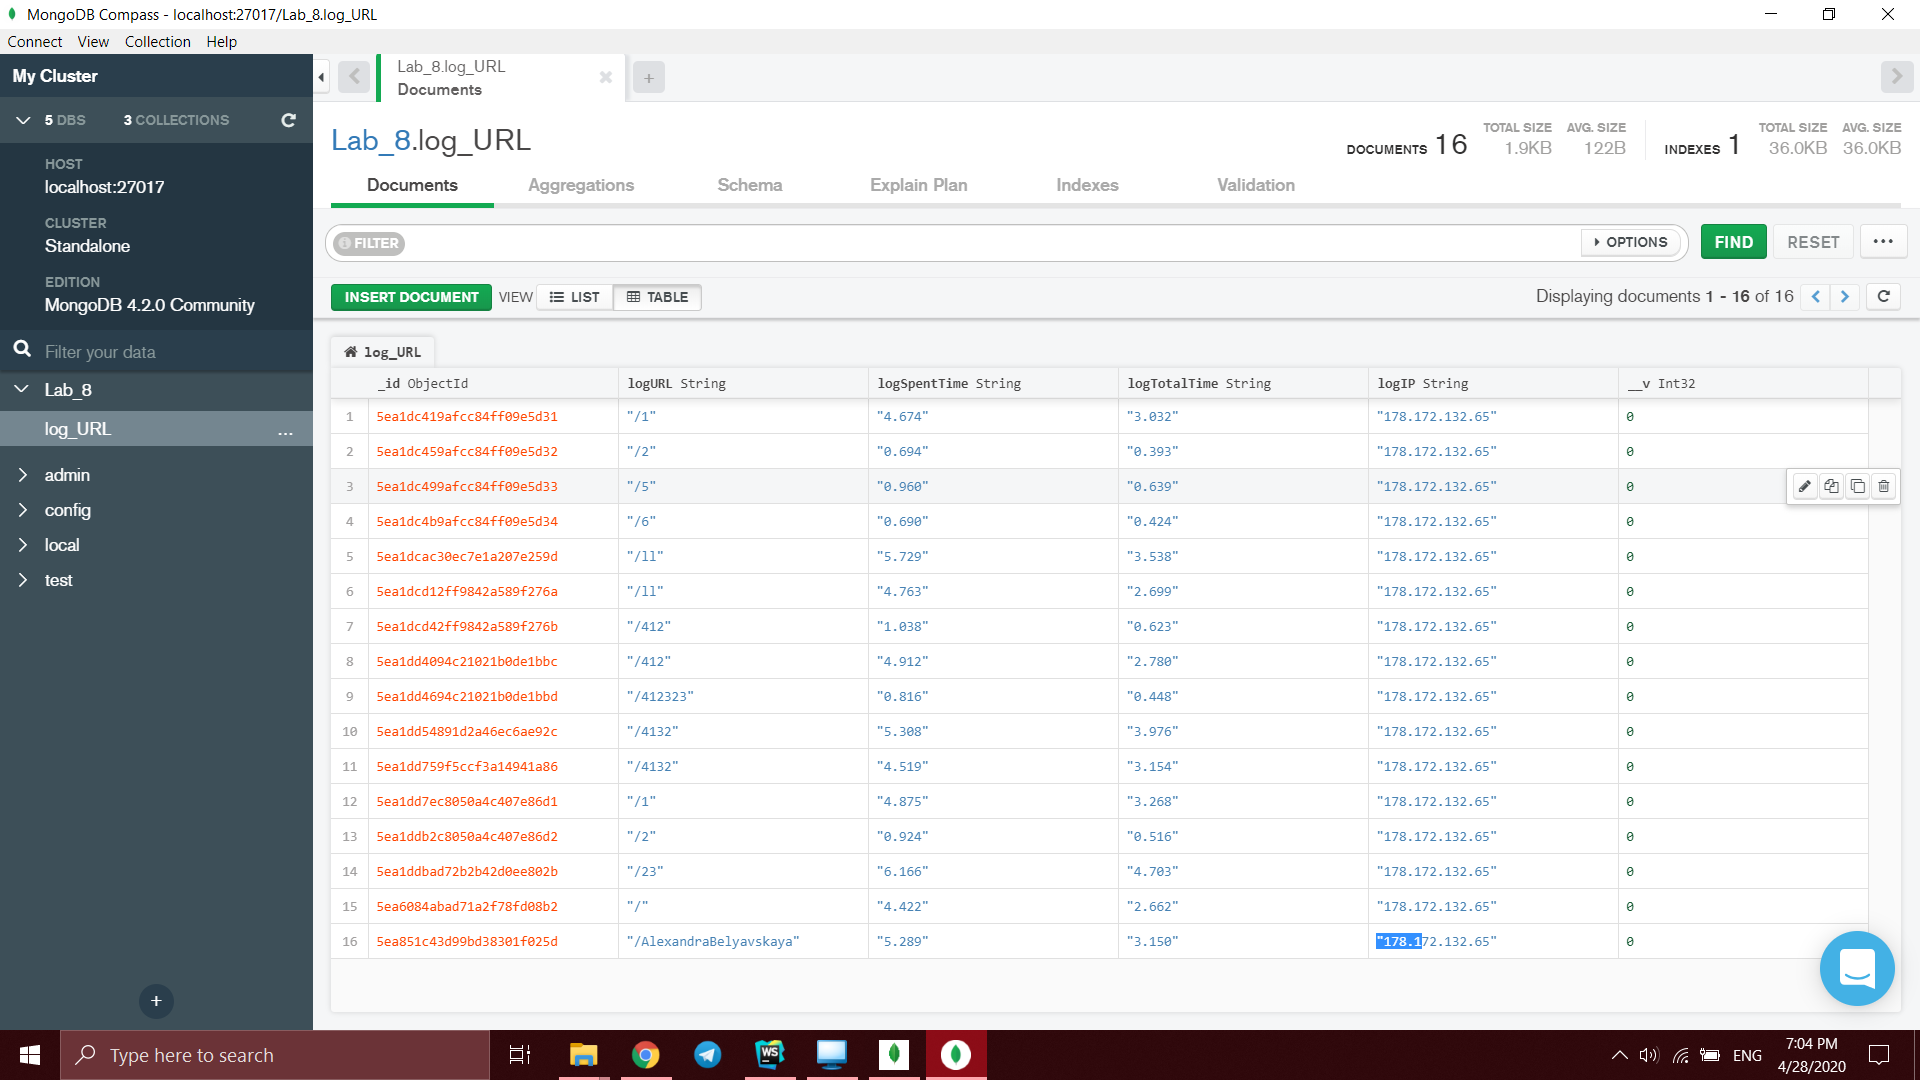 MongoDB Compass - localhost:27017/Lab_8.log_URL
Connect View Collection Help
My Cluster
5 DBS 3 COLLECTIONS
HOST
localhost:27017
CLUSTER
Standalone
EDITION
MongoDB 4.2.0 Community
Filter your data
Lab_8
log_URL ...
admin
config
local
test
+
Lab_8.log_URL
Documents
+
Lab_8.log_URL
DOCUMENTS 16 TOTAL SIZE 1.9KB AVG. SIZE 122B INDEXES 1 TOTAL SIZE 36.0KB AVG. SIZE 36.0KB
Documents Aggregations Schema Explain Plan Indexes Validation
FILTER OPTIONS FIND RESET ...
INSERT DOCUMENT VIEW LIST TABLE Displaying documents 1 - 16 of 16
log_URL
_id ObjectId logURL String logSpentTime String logTotalTime String logIP String __v Int32
1 5ea1dc419afcc84ff09e5d31 "/1" "4.674" "3.032" "178.172.132.65" 0
2 5ea1dc459afcc84ff09e5d32 "/2" "0.694" "0.393" "178.172.132.65" 0
3 5ea1dc499afcc84ff09e5d33 "/5" "0.960" "0.639" "178.172.132.65" 0
4 5ea1dc4b9afcc84ff09e5d34 "/6" "0.690" "0.424" "178.172.132.65" 0
5 5ea1dcac30ec7e1a207e259d "/ll" "5.729" "3.538" "178.172.132.65" 0
6 5ea1dcd12ff9842a589f276a "/ll" "4.763" "2.699" "178.172.132.65" 0
7 5ea1dcd42ff9842a589f276b "/412" "1.038" "0.623" "178.172.132.65" 0
8 5ea1dd4094c21021b0de1bbc "/412" "4.912" "2.780" "178.172.132.65" 0
9 5ea1dd4694c21021b0de1bbd "/412323" "0.816" "0.448" "178.172.132.65" 0
10 5ea1dd54891d2a46ec6ae92c "/4132" "5.308" "3.976" "178.172.132.65" 0
11 5ea1dd759f5ccf3a14941a86 "/4132" "4.519" "3.154" "178.172.132.65" 0
12 5ea1dd7ec8050a4c407e86d1 "/1" "4.875" "3.268" "178.172.132.65" 0
13 5ea1ddb2c8050a4c407e86d2 "/2" "0.924" "0.516" "178.172.132.65" 0
14 5ea1ddbad72b2b42d0ee802b "/23" "6.166" "4.703" "178.172.132.65" 0
15 5ea6084abad71a2f78fd08b2 "/" "4.422" "2.662" "178.172.132.65" 0
16 5ea851c43d99bd38301f025d "/AlexandraBelyavskaya" "5.289" "3.150" "178.172.132.65" 0
Type here to search
WS
ENG
7:04 PM
4/28/2020